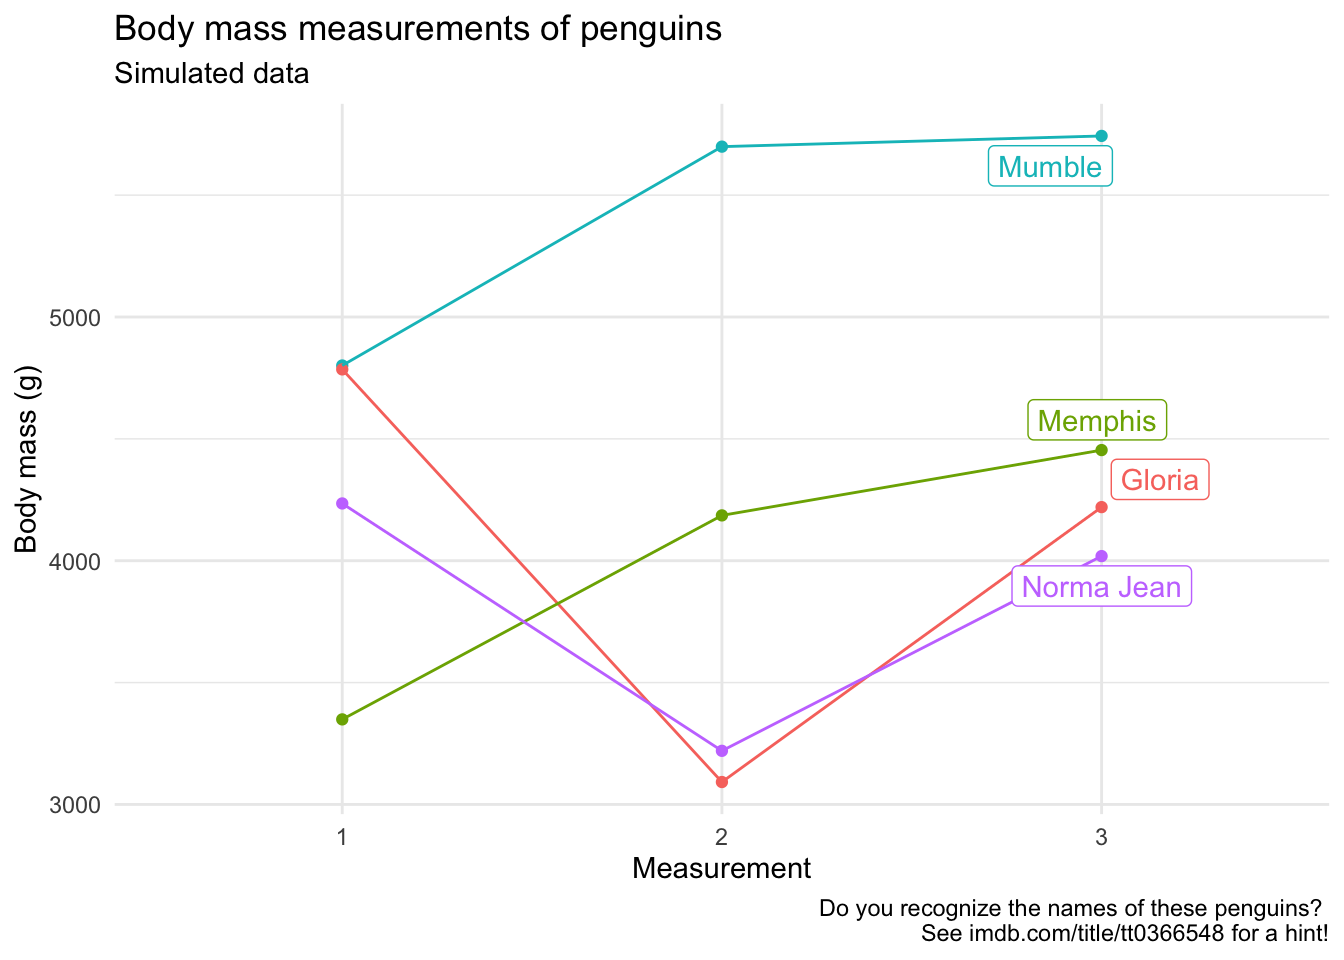 Body mass measurements of penguins
Simulated data
Mumble
5000
Memphis
Gloria
Body mass (g)
4000
Norma Jean
3000
1 2 3
Measurement
Do you recognize the names of these penguins?
See imdb.com/title/tt0366548 for a hint!